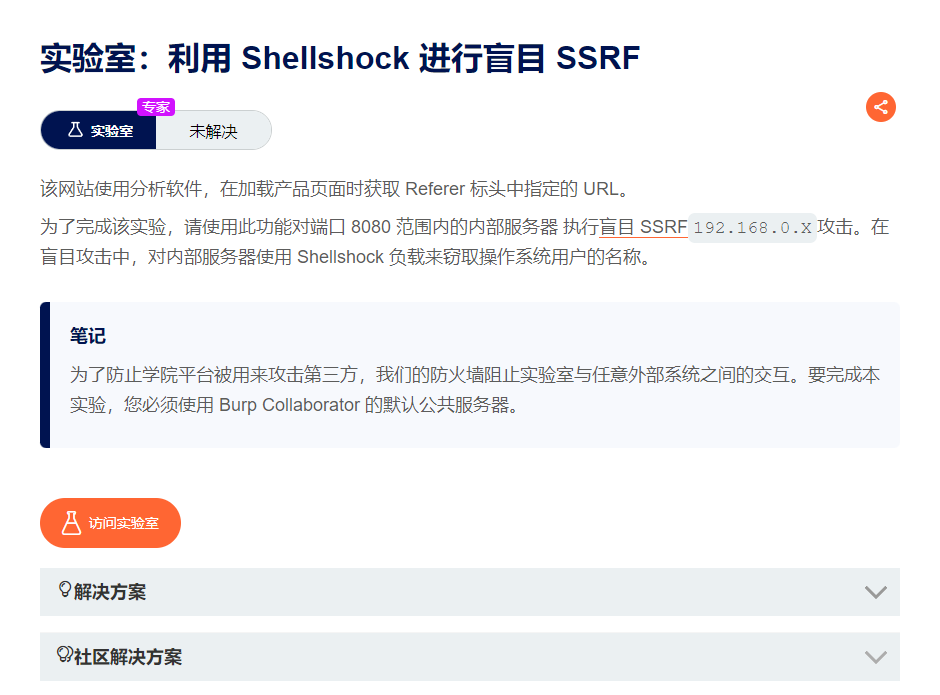 实验室：利用 Shellshock 进行盲目 SSRF
专家
实验室
未解决
该网站使用分析软件，在加载产品页面时获取 Referer 标头中指定的 URL。
为了完成该实验，请使用此功能对端口 8080 范围内的内部服务器 执行盲目 SSRF 192.168.0.X 攻击。在
盲目攻击中，对内部服务器使用 Shellshock 负载来窃取操作系统用户的名称。
笔记
为了防止学院平台被用来攻击第三方，我们的防火墙阻止实验室与任意外部系统之间的交互。要完成本
实验，您必须使用 Burp Collaborator 的默认公共服务器。
访问实验室
解决方案
社区解决方案